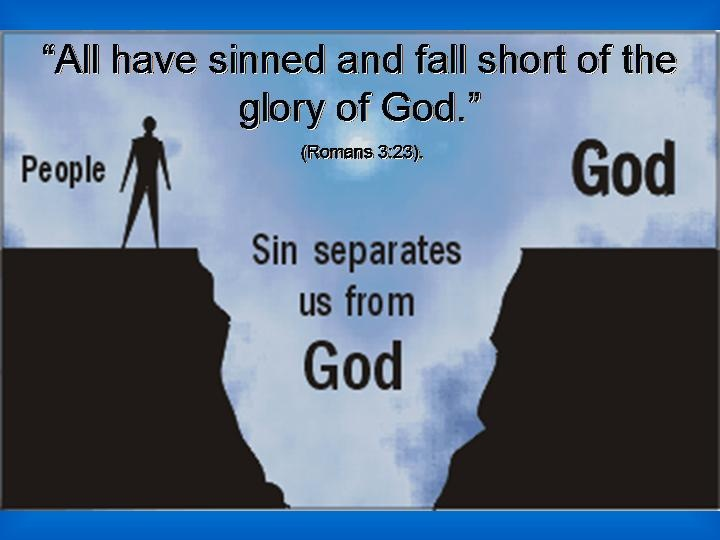 “All have sinned and fall short of the
glory of God.”
(Romans 3:23).
People
God
Sin separates
us from
God